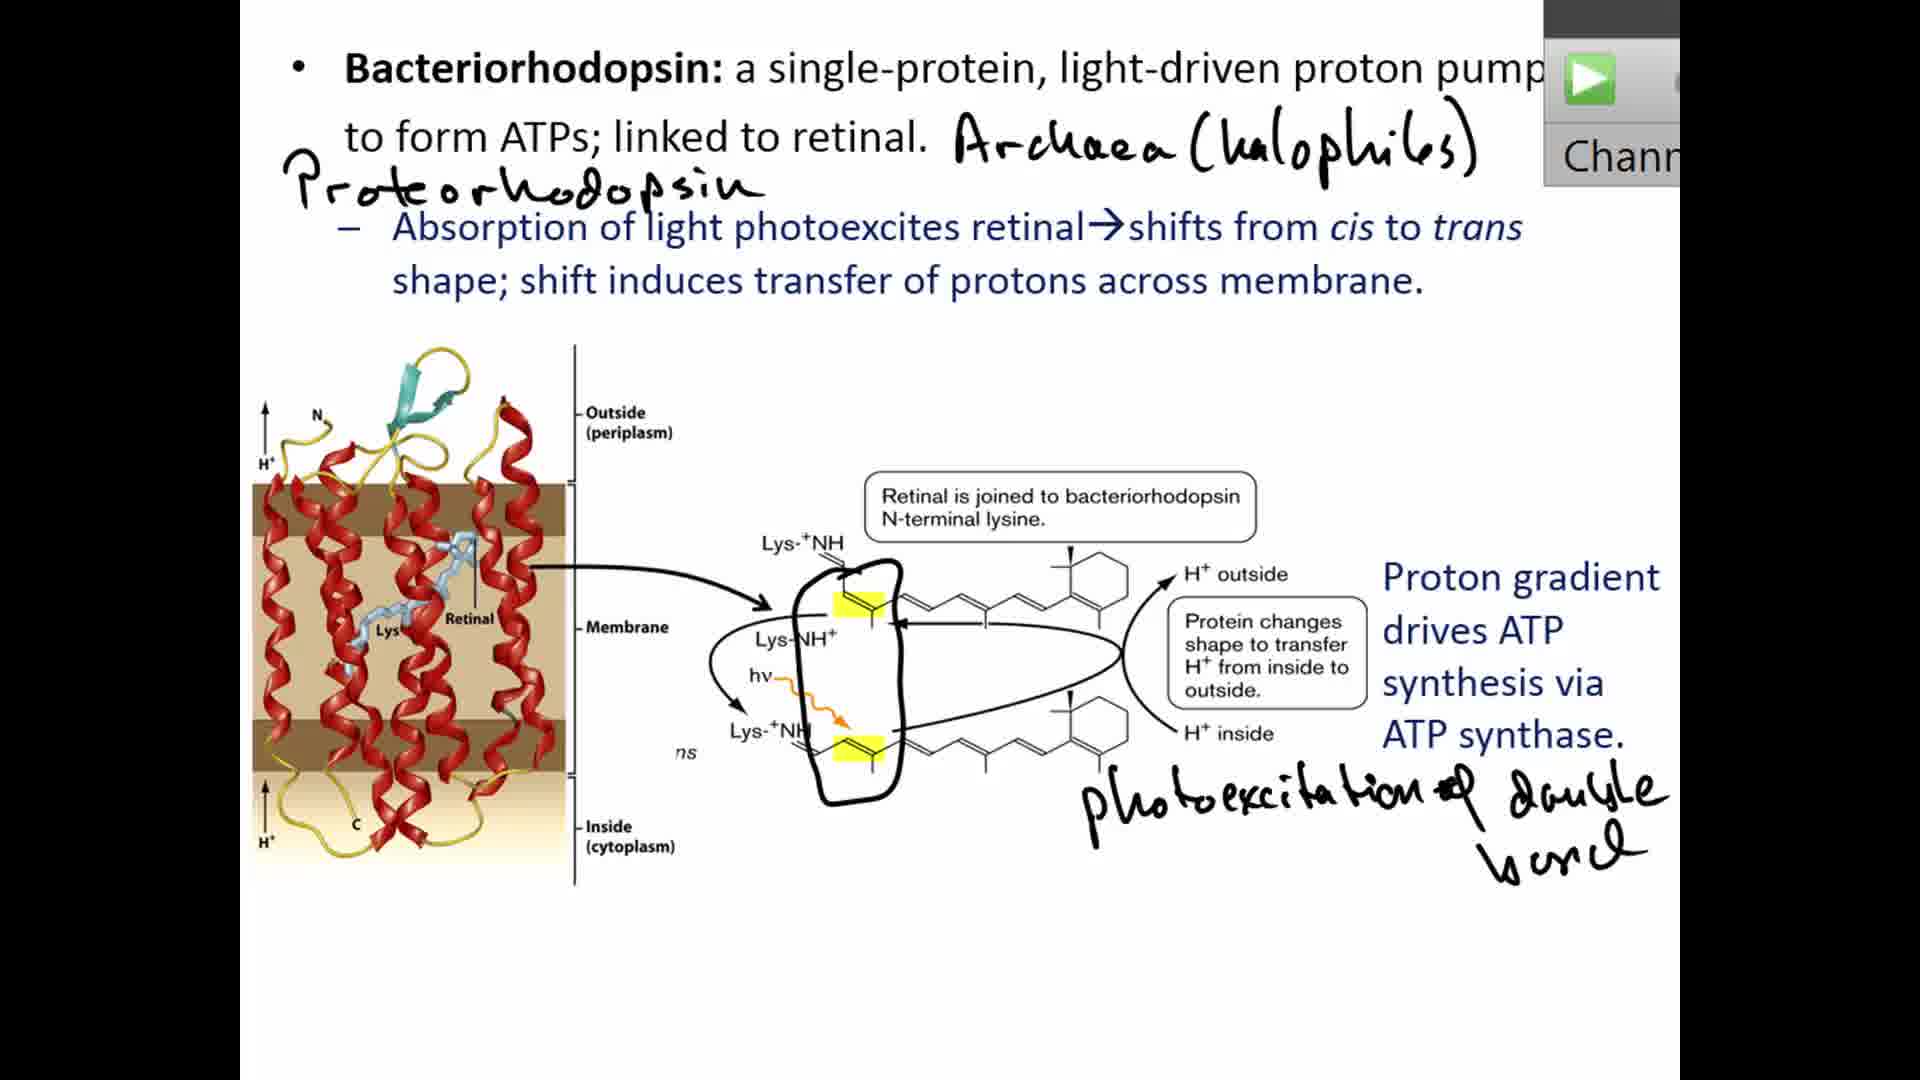 • Bacteriorhodopsin: a single-protein, light-driven proton pump
to form ATPs; linked to retinal. Archaea (halophiles)
Proteorhodopsin
– Absorption of light photoexcites retinal→shifts from cis to trans
shape; shift induces transfer of protons across membrane.
Chann
N
H⁺
Outside
(periplasm)
Retinal
Lys
Membrane
C
H⁺
Inside
(cytoplasm)
Retinal is joined to bacteriorhodopsin
N-terminal lysine.
Lys-⁺NH
Lys-NH⁺
hν
Lys-⁺NH
ns
H⁺ outside
Protein changes
shape to transfer
H⁺ from inside to
outside.
H⁺ inside
Proton gradient
drives ATP
synthesis via
ATP synthase.
photoexcitation of double
bond